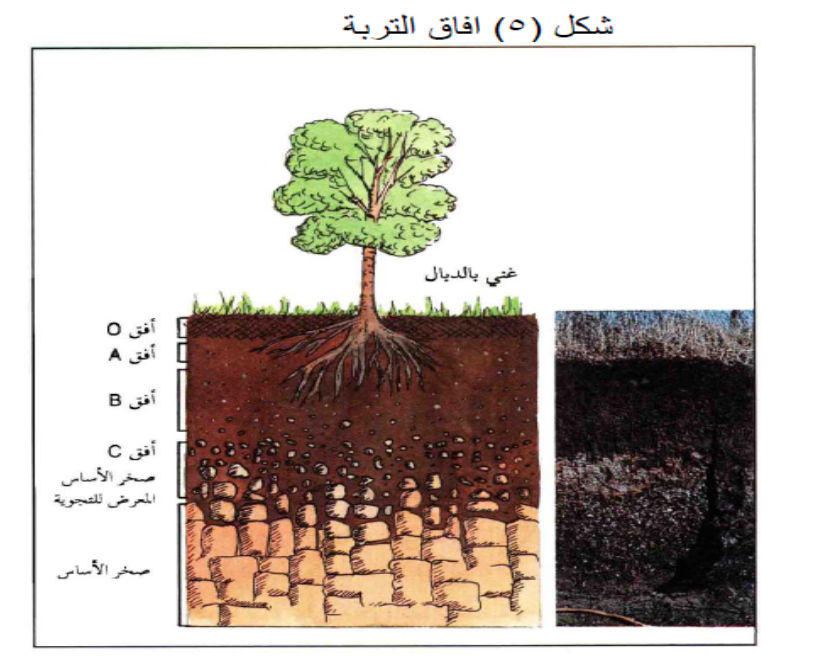 شكل (٥) افاق التربة
غني بالدبال
أفق O
أفق A
أفق B
أفق C
صخر الأساس
المعرض للتجوية
صخر الأساس